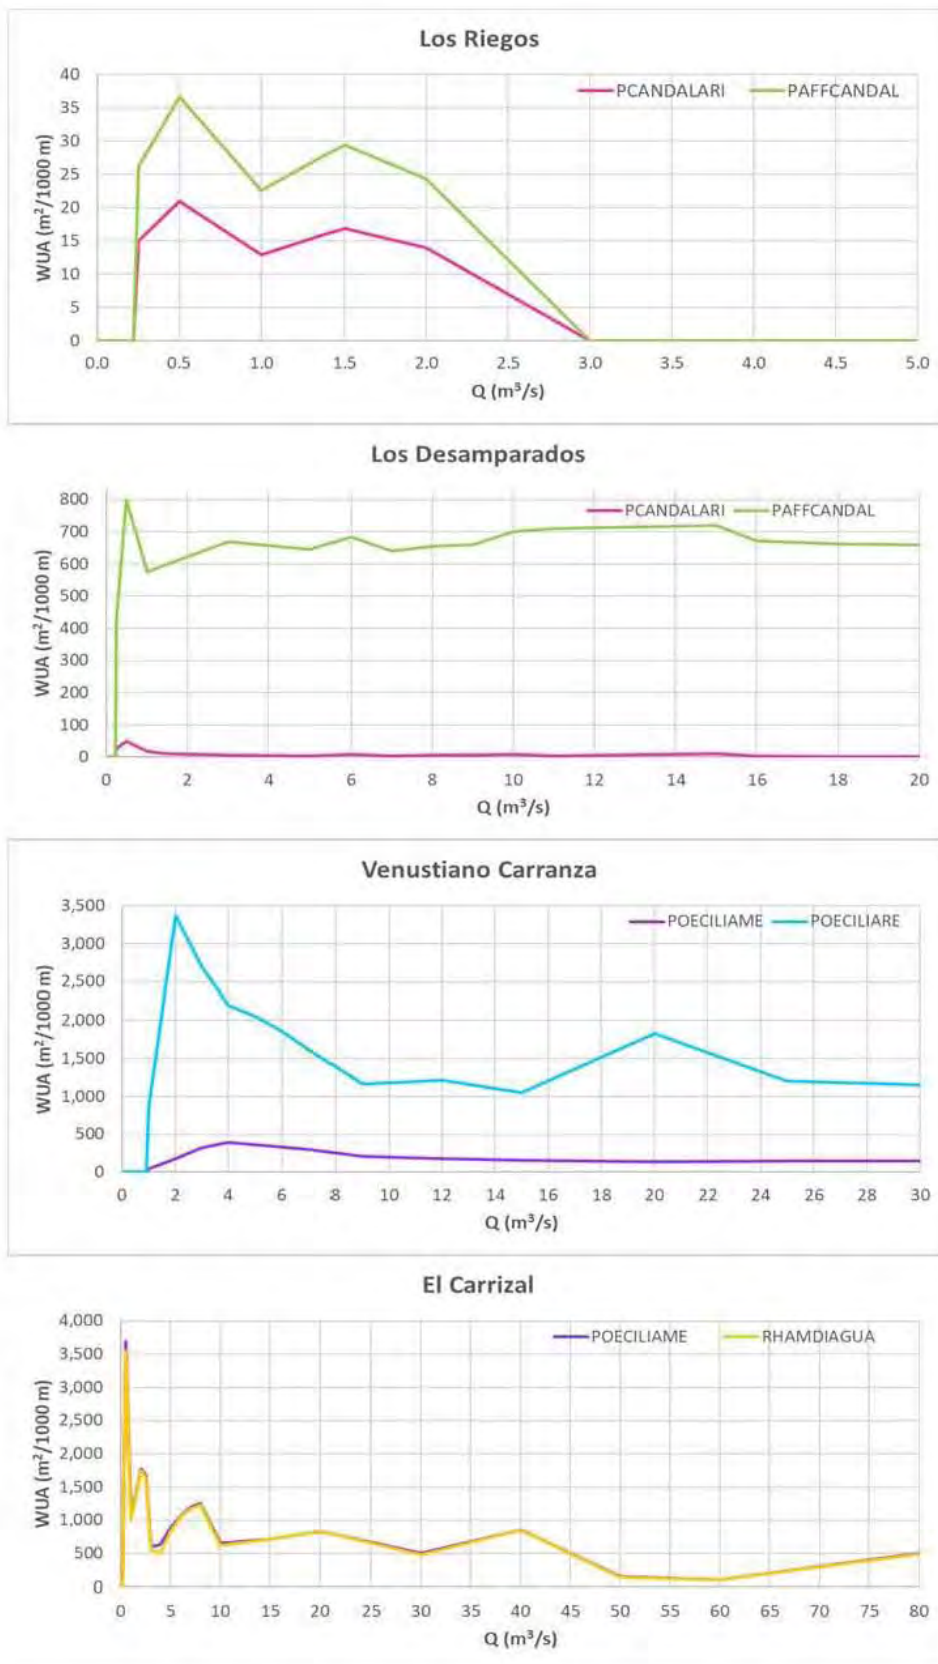 Los Riegos
PCANDALARI PAFFCANDAL
WUA (m²/1000 m)
40
35
30
25
20
15
10
5
0
0.0 0.5 1.0 1.5 2.0 2.5 3.0 3.5 4.0 4.5 5.0
Q (m³/s)
Los Desamparados
PCANDALARI PAFFCANDAL
WUA (m²/1000 m)
800
700
600
500
400
300
200
100
0
0 2 4 6 8 10 12 14 16 18 20
Q (m³/s)
Venustiano Carranza
POECILIAME POECILIARE
WUA (m²/1000 m)
3,500
3,000
2,500
2,000
1,500
1,000
500
0
0 2 4 6 8 10 12 14 16 18 20 22 24 26 28 30
Q (m³/s)
El Carrizal
POECILIAME RHAMDIAGUA
WUA (m²/1000 m)
4,000
3,500
3,000
2,500
2,000
1,500
1,000
500
0
0 5 10 15 20 25 30 35 40 45 50 55 60 65 70 75 80
Q (m³/s)